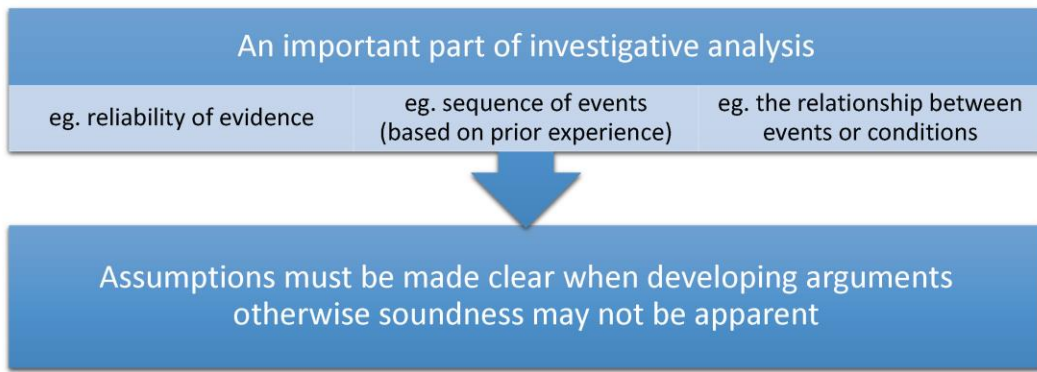 An important part of investigative analysis
eg. reliability of evidence
eg. sequence of events
(based on prior experience)
eg. the relationship between
events or conditions
Assumptions must be made clear when developing arguments
otherwise soundness may not be apparent